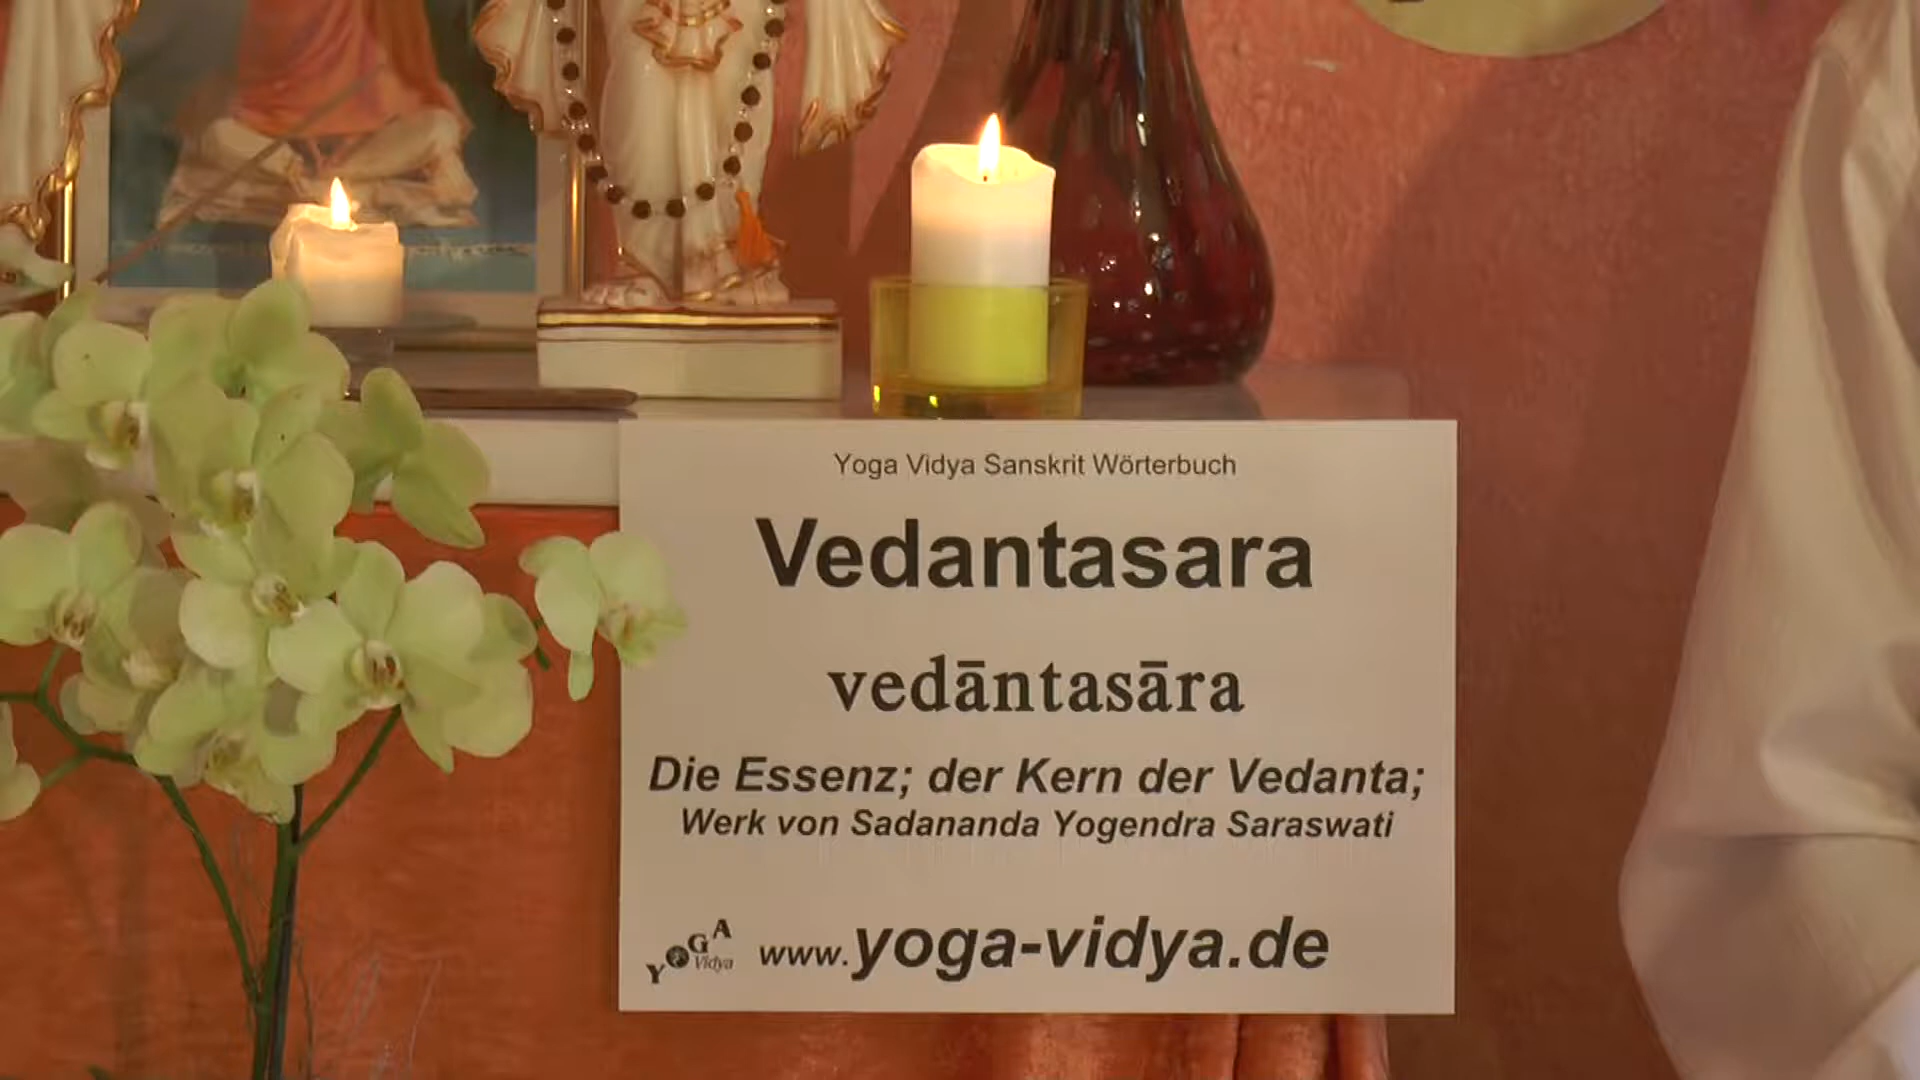 Yoga Vidya Sanskrit Wörterbuch
Vedantasara
vedāntasāra
Die Essenz; der Kern der Vedanta;
Werk von Sadananda Yogendra Saraswati
YOGA Vidya www.yoga-vidya.de